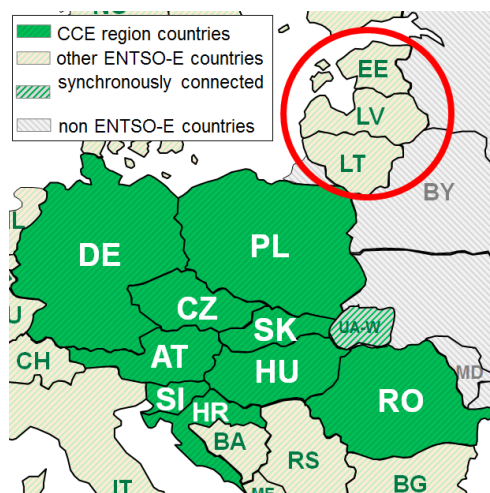 CCE region countries
other ENTSO-E countries
synchronously connected
non ENTSO-E countries
EE
LV
LT
BY
DE
PL
CZ
SK
UA-W
U
CH
AT
HU
MD
SI
HR
RO
BA
RS
IT
BG